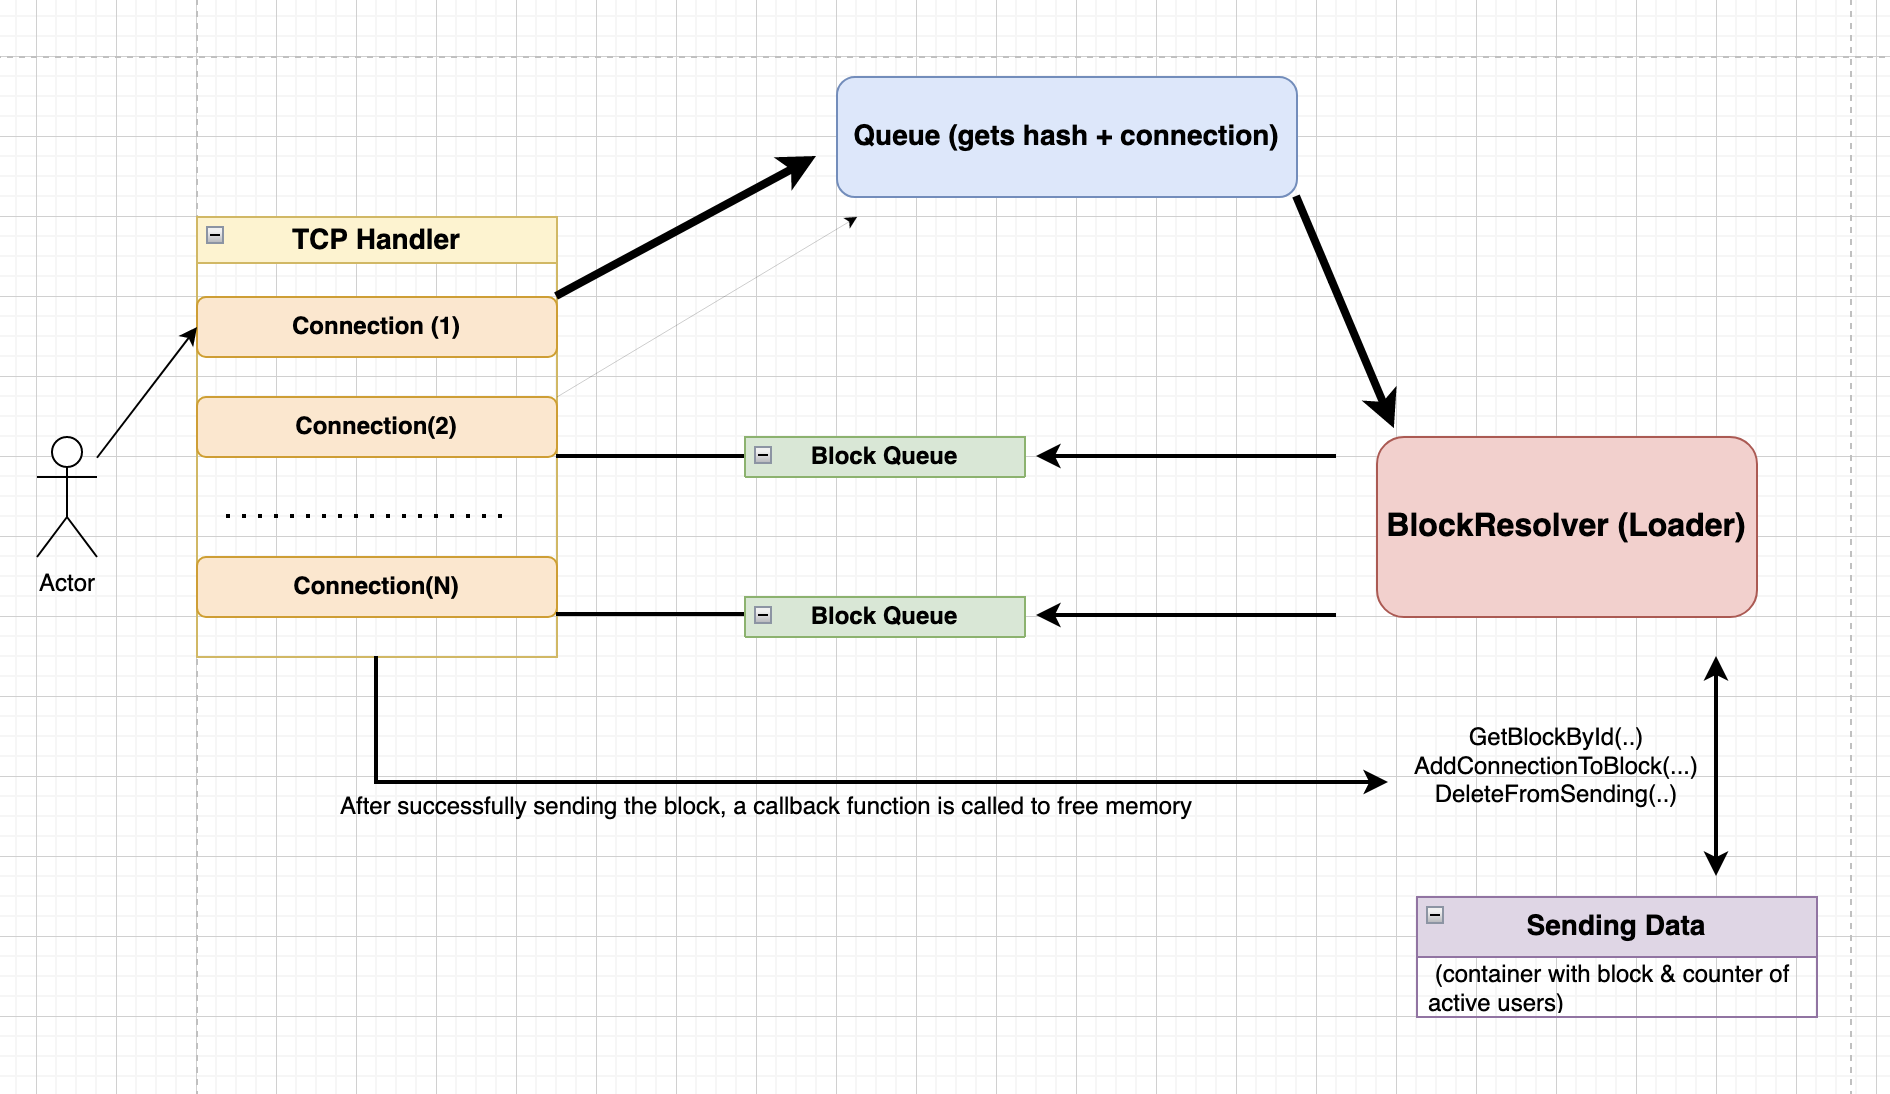 Queue (gets hash + connection)
TCP Handler
Connection (1)
Connection(2)
Block Queue
BlockResolver (Loader)
Actor
Connection(N)
Block Queue
GetBlockById(..)
AddConnectionToBlock(...)
DeleteFromSending(..)
After successfully sending the block, a callback function is called to free memory
Sending Data
(container with block & counter of
active users)